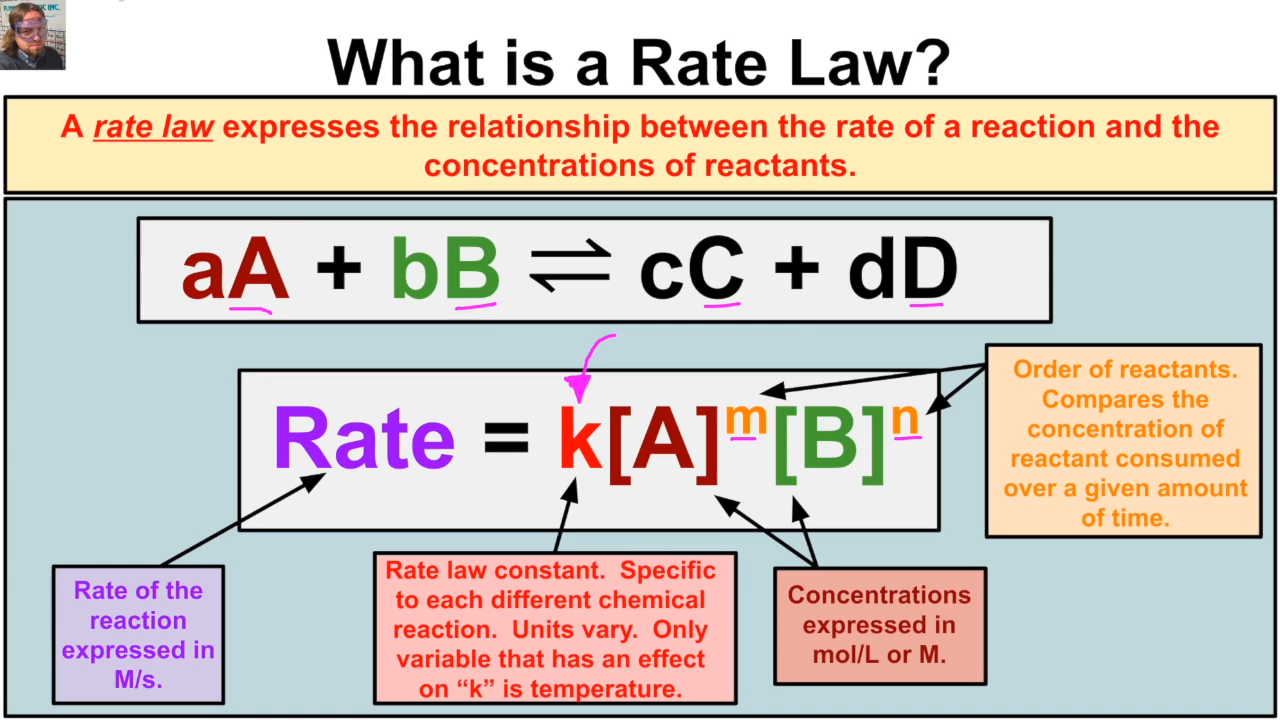 What is a Rate Law?
A rate law expresses the relationship between the rate of a reaction and the
concentrations of reactants.
aA + bB ⇌ cC + dD
Rate = k[A]ᵐ[B]ⁿ
Order of reactants.
Compares the
concentration of
reactant consumed
over a given amount
of time.
Rate of the
reaction
expressed in
M/s.
Rate law constant. Specific
to each different chemical
reaction. Units vary. Only
variable that has an effect
on “k” is temperature.
Concentrations
expressed in
mol/L or M.